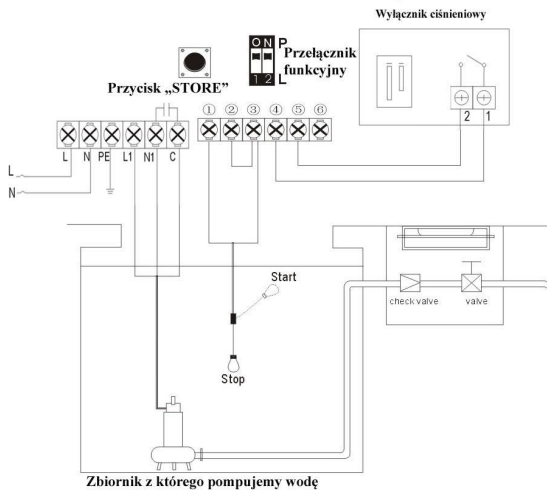 Wyłącznik ciśnieniowy
ON P
Przełącznik
funkcyjny
1 2 L
Przycisk „STORE”
① ② ③ ④ ⑤ ⑥
2 1
L N PE L1 N1 C
L
N
Start
Stop
check valve valve
Zbiornik z którego pompujemy wodę